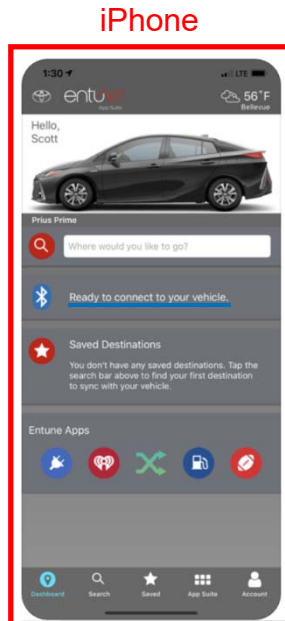 iPhone
1:30
LTE
entune
App Suite
56°F
Bellevue
Hello,
Scott
Prius Prime
Where would you like to go?
Ready to connect to your vehicle.
Saved Destinations
You don't have any saved destinations. Tap the
search bar above to find your first destination
to sync with your vehicle.
Entune Apps
Dashboard Search Saved App Suite Account